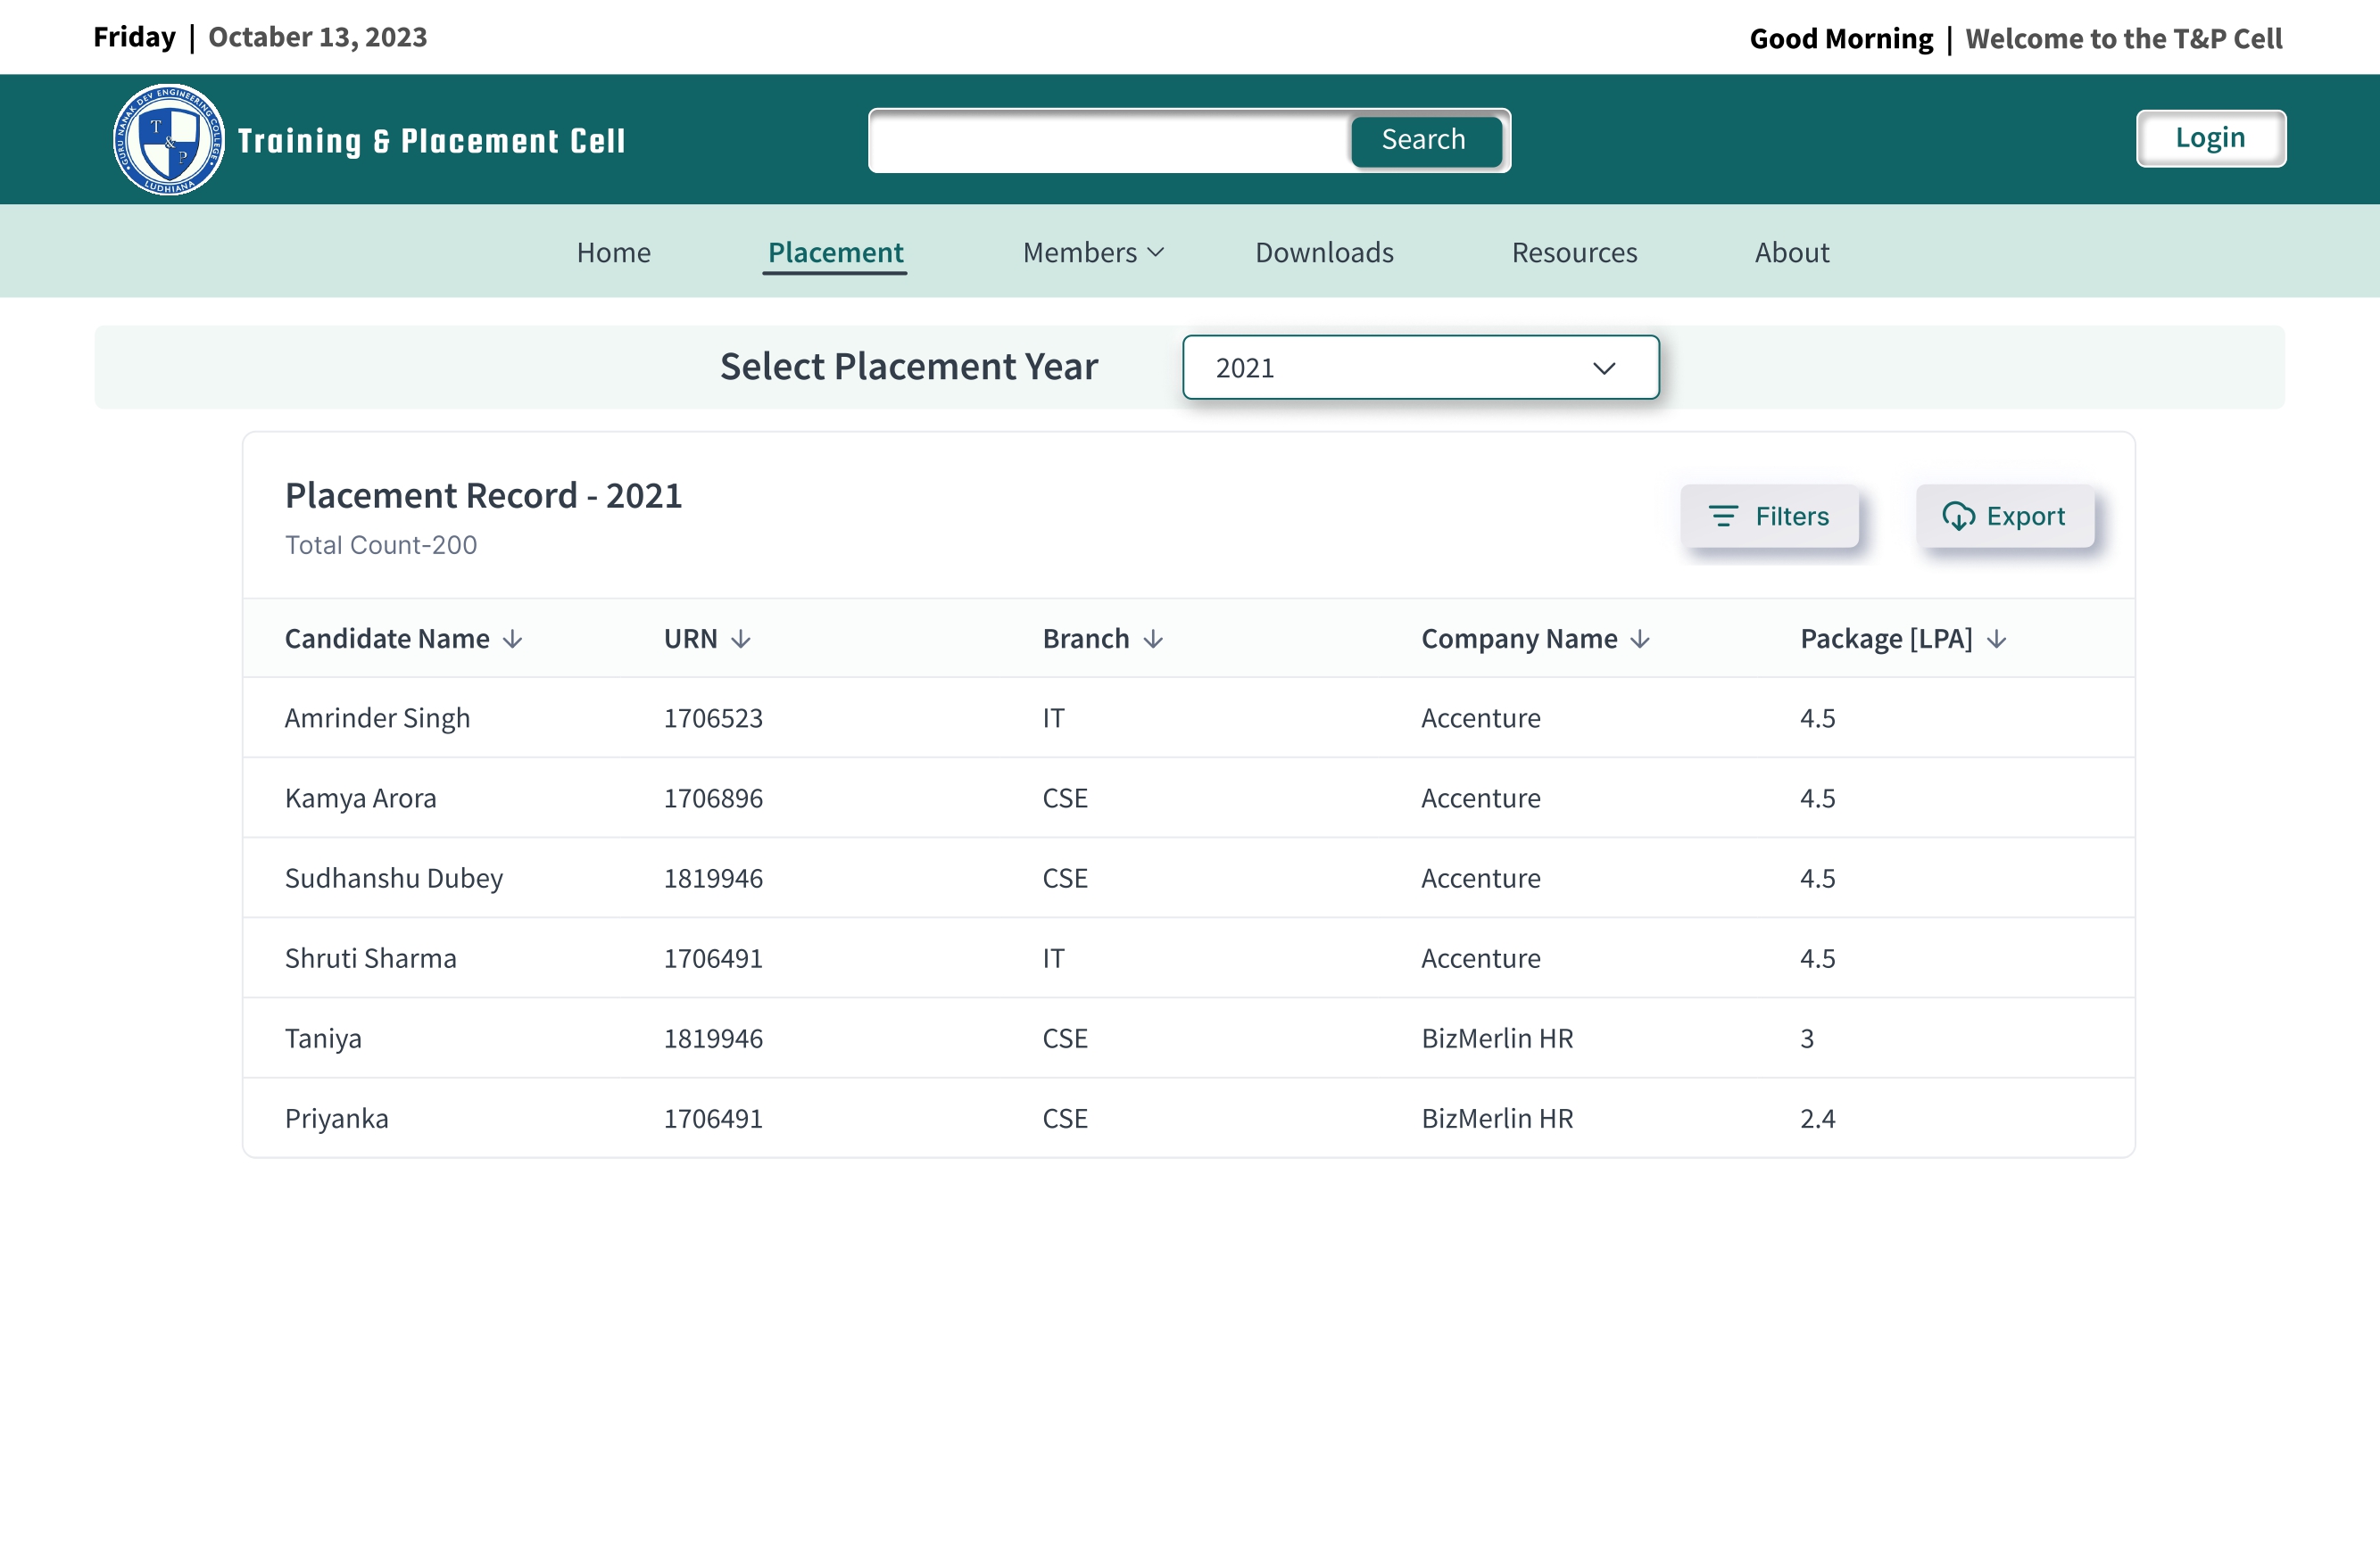 Friday | Octaber 13, 2023
Good Morning | Welcome to the T&P Cell
GURU NANAK DEV ENGINEERING COLLEGE
T & P
LUDHIANA
Training & Placement Cell
Search
Login
Home Placement Members Downloads Resources About
Select Placement Year 2021
Placement Record - 2021
Total Count-200
Filters Export
Candidate Name URN Branch Company Name Package [LPA]
Amrinder Singh 1706523 IT Accenture 4.5
Kamya Arora 1706896 CSE Accenture 4.5
Sudhanshu Dubey 1819946 CSE Accenture 4.5
Shruti Sharma 1706491 IT Accenture 4.5
Taniya 1819946 CSE BizMerlin HR 3
Priyanka 1706491 CSE BizMerlin HR 2.4